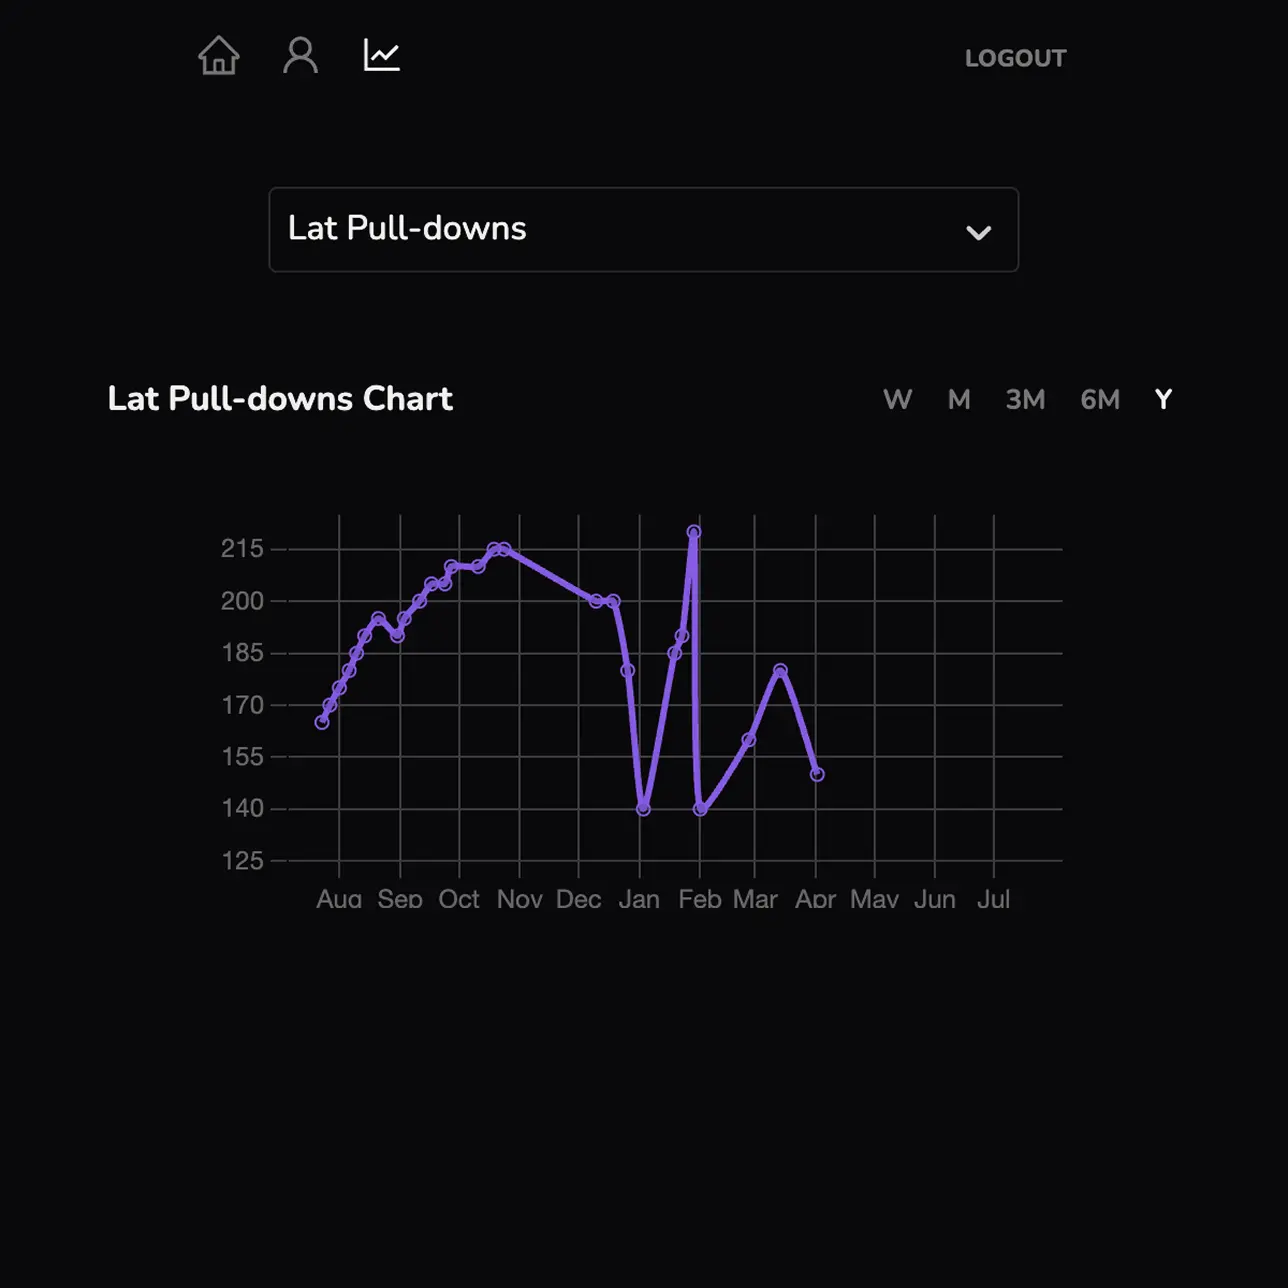 LOGOUT
Lat Pull-downs
Lat Pull-downs Chart
W M 3M 6M Y
215
200
185
170
155
140
125
Aug Sep Oct Nov Dec Jan Feb Mar Apr May Jun Jul